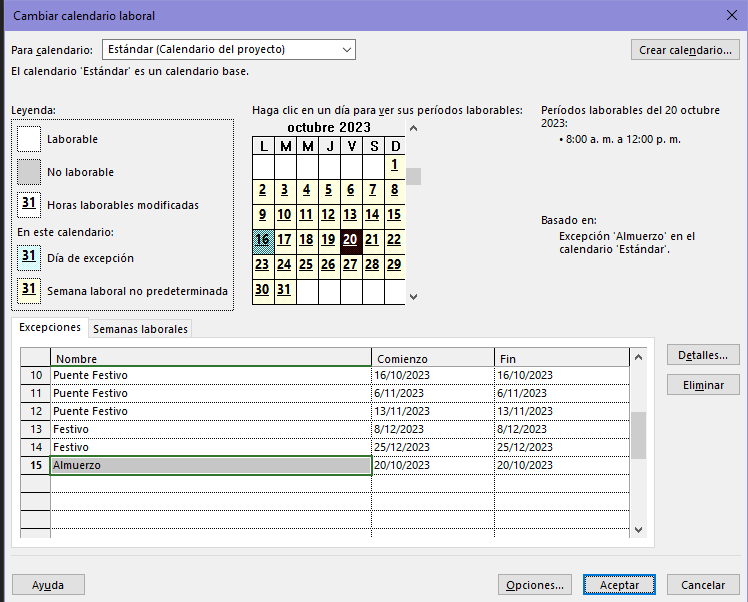 Cambiar calendario laboral
Para calendario: Estándar (Calendario del proyecto) Crear calendario...
El calendario 'Estándar' es un calendario base.
Leyenda:
Laborable
No laborable
31 Horas laborables modificadas
En este calendario:
31 Día de excepción
31 Semana laboral no predeterminada
Haga clic en un día para ver sus períodos laborables:
octubre 2023
L M M J V S D
1
2 3 4 5 6 7 8
9 10 11 12 13 14 15
16 17 18 19 20 21 22
23 24 25 26 27 28 29
30 31
Períodos laborables del 20 octubre
2023:
• 8:00 a. m. a 12:00 p. m.
Basado en:
Excepción 'Almuerzo' en el
calendario 'Estándar'.
Excepciones Semanas laborales
Nombre Comienzo Fin
10 Puente Festivo 16/10/2023 16/10/2023
11 Puente Festivo 6/11/2023 6/11/2023
12 Puente Festivo 13/11/2023 13/11/2023
13 Festivo 8/12/2023 8/12/2023
14 Festivo 25/12/2023 25/12/2023
15 Almuerzo 20/10/2023 20/10/2023
Detalles...
Eliminar
Ayuda Opciones... Aceptar Cancelar